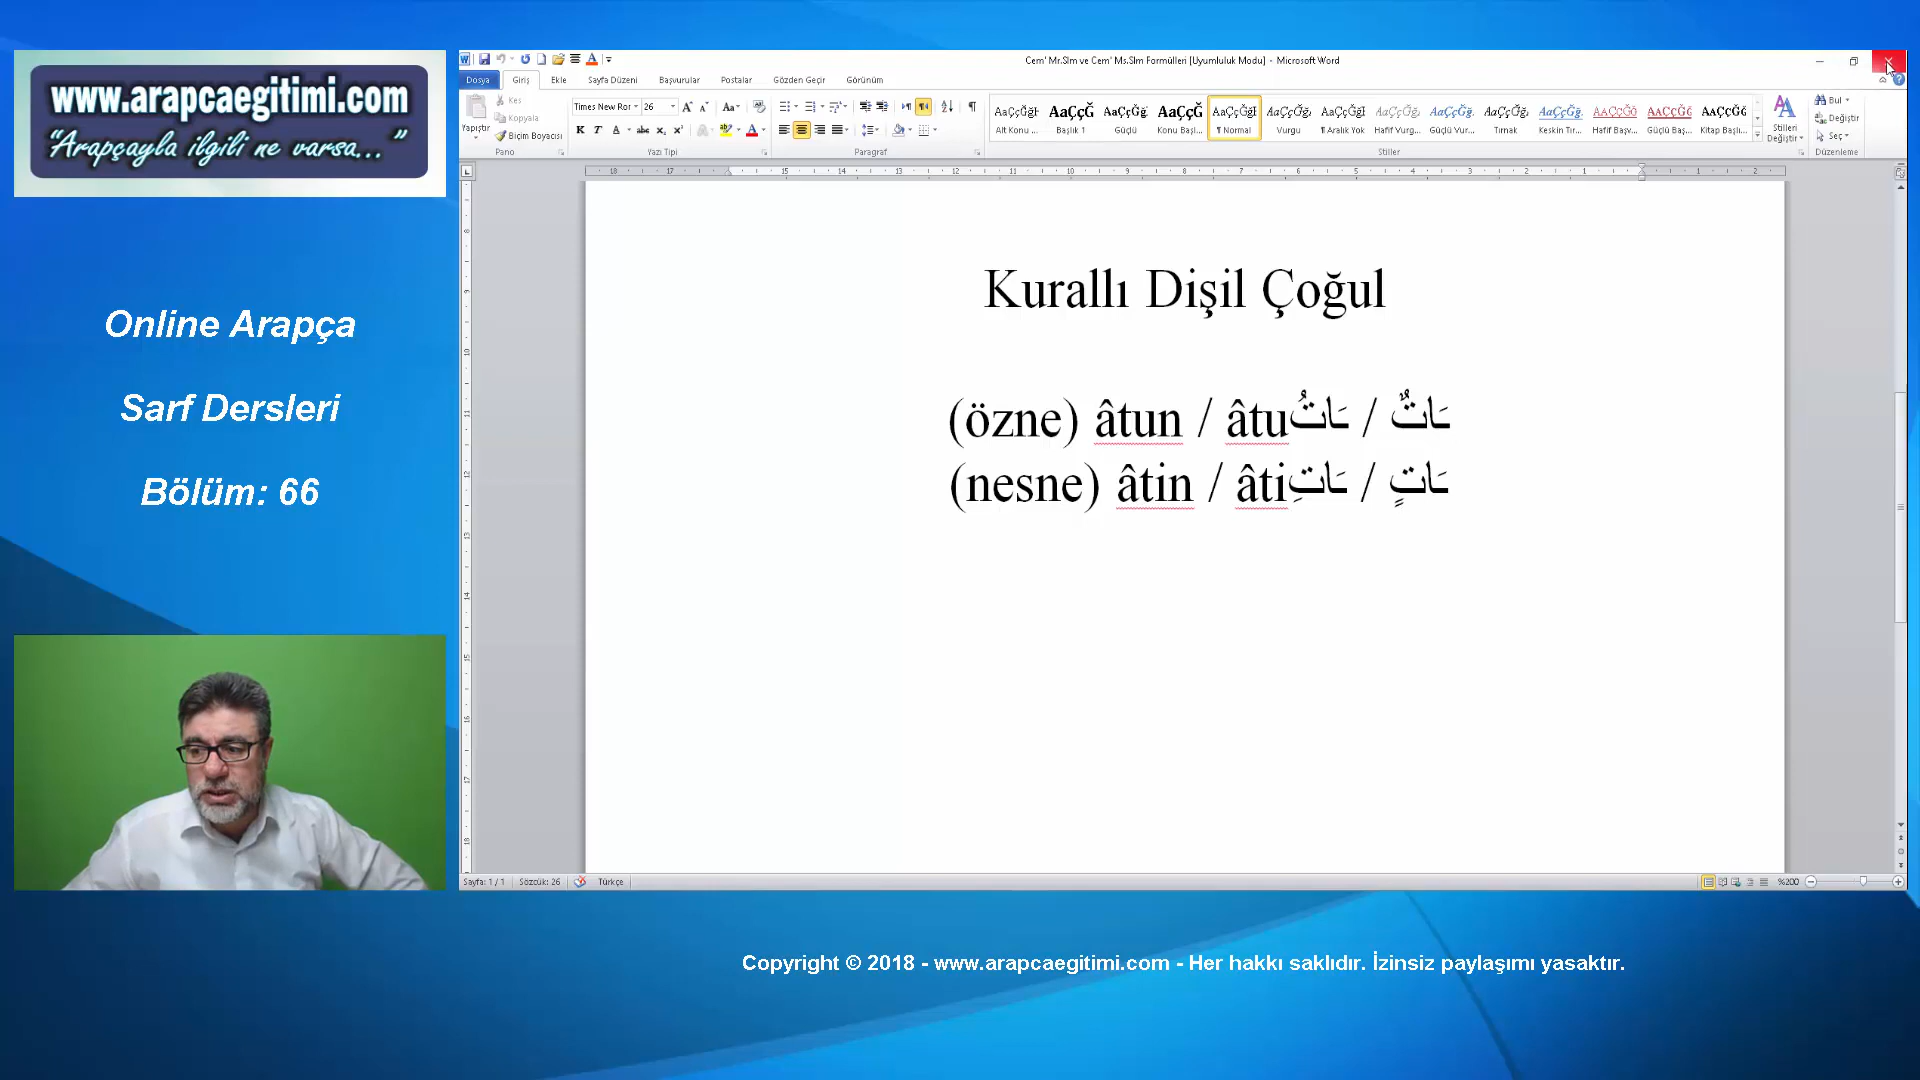 www.arapcaegitimi.com
“Arapçayla ilgili ne varsa...”
Online Arapça
Sarf Dersleri
Bölüm: 66
Cem' Mr.Slm ve Cem' Ms.Slm Formülleri [Uyumluluk Modu] - Microsoft Word
Dosya Giriş Ekle Sayfa Düzeni Başvurular Postalar Gözden Geçir Görünüm
Yapıştır Kes Kopyala Biçim Boyacısı
Times New Ror 26
Alt Konu ... Başlık 1 Güçlü Konu Başl... ¶ Normal Vurgu ¶ Aralık Yok Hafif Vurg... Güçlü Vur... Tırnak Keskin Tır... Hafif Başv... Güçlü Baş... Kitap Başlı...
Stilleri Değiştir
Bul
Değiştir
Seç
Pano Yazı Tipi Paragraf Stiller Düzenleme
Kurallı Dişil Çoğul
(özne) âtun / âtu ـَاتُ / ـَاتٌ
(nesne) âtin / âti ـَاتِ / ـَاتٍ
Sayfa: 1 / 1 Sözcük: 26 Türkçe %200
Copyright © 2018 - www.arapcaegitimi.com - Her hakkı saklıdır. İzinsiz paylaşımı yasaktır.